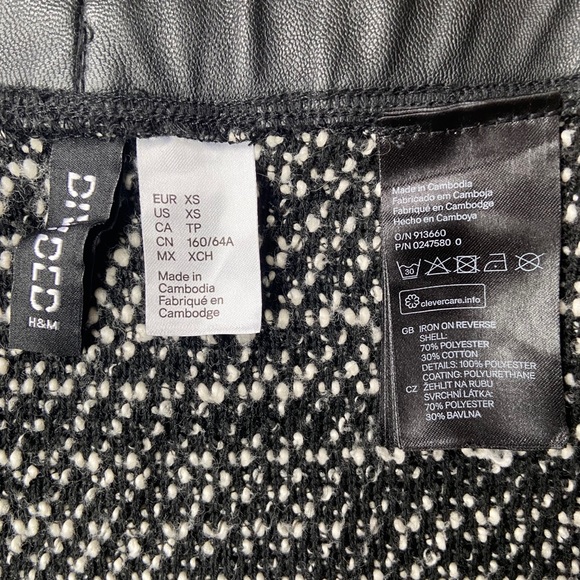 DIVIDED
H&M
EUR XS
US XS
CA TP
CN 160/64A
MX XCH
Made in
Cambodia
Fabriqué en
Cambodge
Made in Cambodia
Fabricado em Camboja
Fabriqué en Cambodge
Hecho en Camboya
O/N 913660
P/N 0247580 0
30
clevercare.info
GB IRON ON REVERSE
SHELL:
70% POLYESTER
30% COTTON
DETAILS: 100% POLYESTER
COATING: POLYURETHANE
CZ ŽEHLIT NA RUBU
SVRCHNÍ LÁTKA:
70% POLYESTER
30% BAVLNA